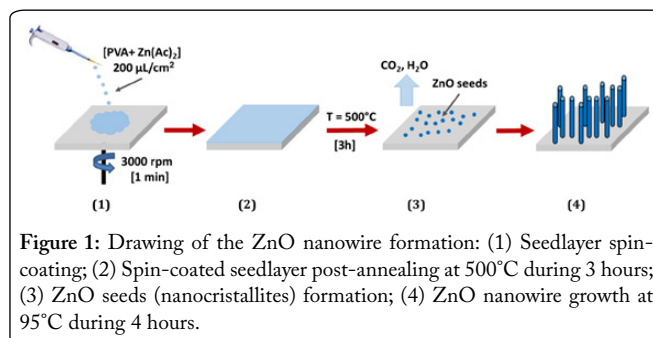 [PVA+ Zn(Ac)₂]
200 µL/cm²
3000 rpm
[1 min]
T = 500°C
[3h]
CO₂, H₂O
ZnO seeds
(1)
(2)
(3)
(4)
Figure 1: Drawing of the ZnO nanowire formation: (1) Seedlayer spin-
coating; (2) Spin-coated seedlayer post-annealing at 500°C during 3 hours;
(3) ZnO seeds (nanocristallites) formation; (4) ZnO nanowire growth at
95°C during 4 hours.